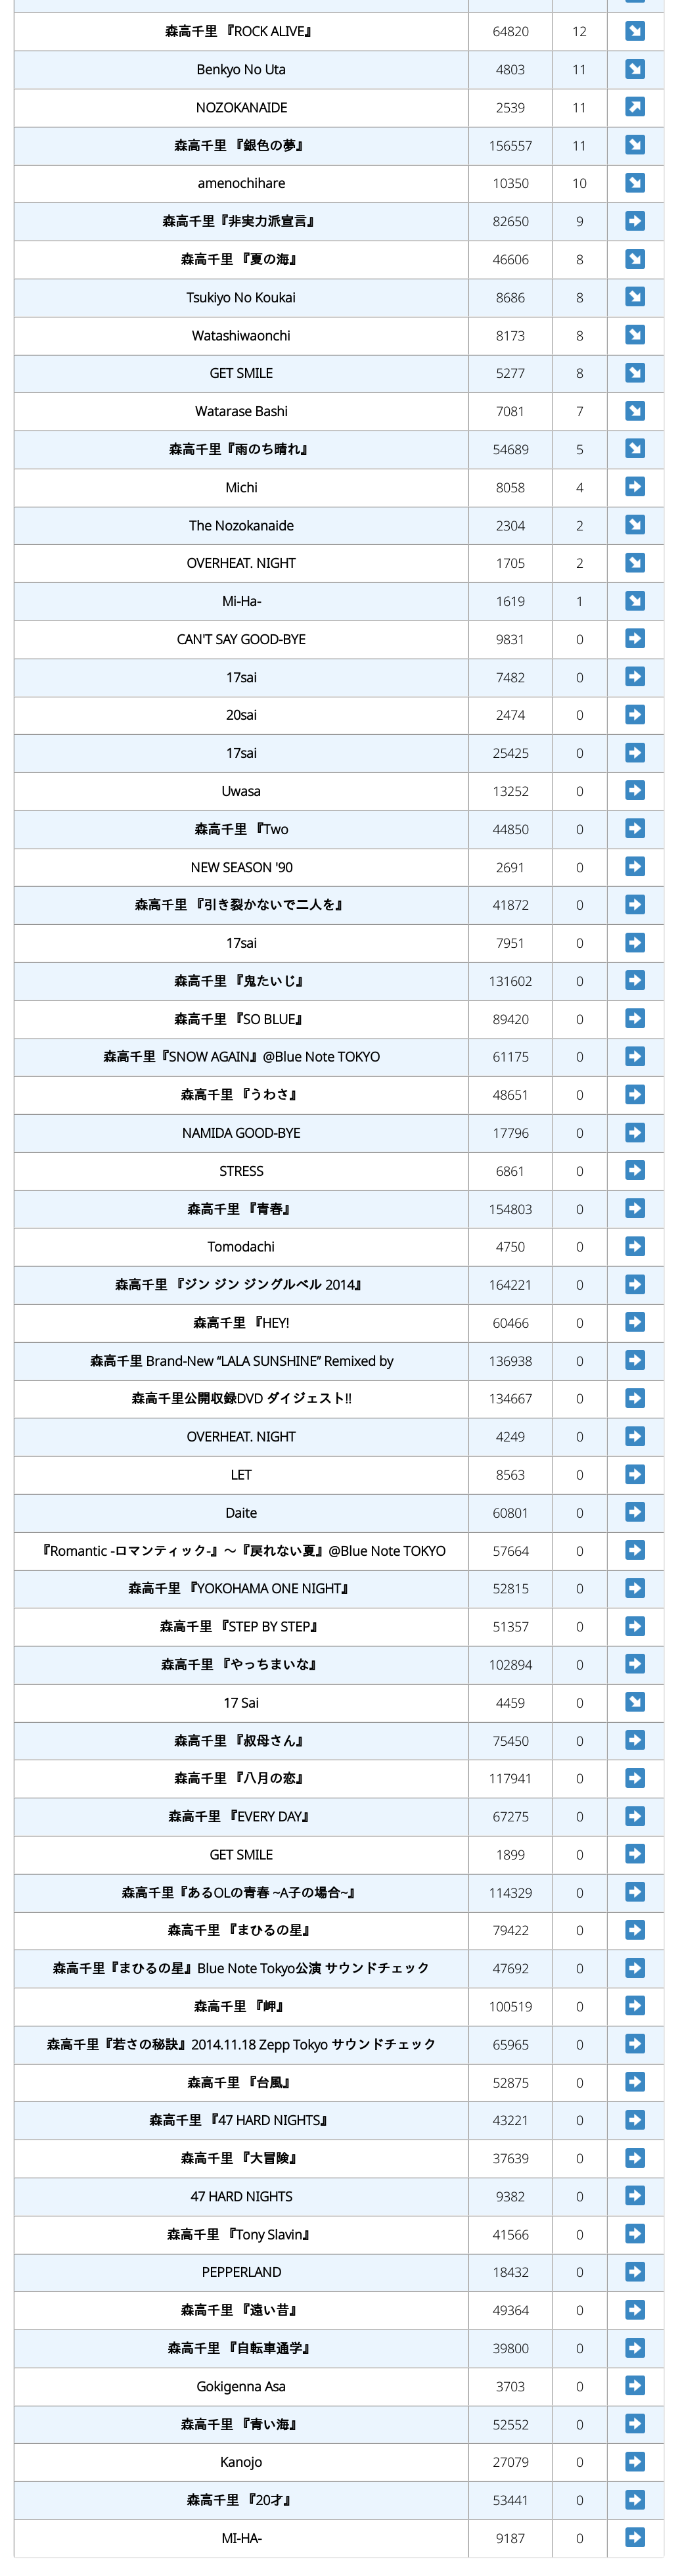 森高千里 『ROCK ALIVE』 64820 12 ↘
Benkyo No Uta 4803 11 ↘
NOZOKANAIDE 2539 11 ↗
森高千里 『銀色の夢』 156557 11 ↘
amenochihare 10350 10 ↘
森高千里『非実力派宣言』 82650 9 ➡
森高千里 『夏の海』 46606 8 ↘
Tsukiyo No Koukai 8686 8 ↘
Watashiwaonchi 8173 8 ↘
GET SMILE 5277 8 ↘
Watarase Bashi 7081 7 ↘
森高千里『雨のち晴れ』 54689 5 ↘
Michi 8058 4 ➡
The Nozokanaide 2304 2 ↘
OVERHEAT. NIGHT 1705 2 ↘
Mi-Ha- 1619 1 ↘
CAN'T SAY GOOD-BYE 9831 0 ➡
17sai 7482 0 ➡
20sai 2474 0 ➡
17sai 25425 0 ➡
Uwasa 13252 0 ➡
森高千里 『Two 44850 0 ➡
NEW SEASON '90 2691 0 ➡
森高千里 『引き裂かないで二人を』 41872 0 ➡
17sai 7951 0 ➡
森高千里 『鬼たいじ』 131602 0 ➡
森高千里 『SO BLUE』 89420 0 ➡
森高千里『SNOW AGAIN』@Blue Note TOKYO 61175 0 ➡
森高千里 『うわさ』 48651 0 ➡
NAMIDA GOOD-BYE 17796 0 ➡
STRESS 6861 0 ➡
森高千里 『青春』 154803 0 ➡
Tomodachi 4750 0 ➡
森高千里 『ジン ジン ジングルベル 2014』 164221 0 ➡
森高千里 『HEY! 60466 0 ➡
森高千里 Brand-New “LALA SUNSHINE” Remixed by 136938 0 ➡
森高千里公開収録DVD ダイジェスト!! 134667 0 ➡
OVERHEAT. NIGHT 4249 0 ➡
LET 8563 0 ➡
Daite 60801 0 ➡
『Romantic -ロマンティック-』～『戻れない夏』@Blue Note TOKYO 57664 0 ➡
森高千里 『YOKOHAMA ONE NIGHT』 52815 0 ➡
森高千里 『STEP BY STEP』 51357 0 ➡
森高千里 『やっちまいな』 102894 0 ➡
17 Sai 4459 0 ↘
森高千里 『叔母さん』 75450 0 ➡
森高千里 『八月の恋』 117941 0 ➡
森高千里 『EVERY DAY』 67275 0 ➡
GET SMILE 1899 0 ➡
森高千里『あるOLの青春 ~A子の場合~』 114329 0 ➡
森高千里 『まひるの星』 79422 0 ➡
森高千里『まひるの星』Blue Note Tokyo公演 サウンドチェック 47692 0 ➡
森高千里 『岬』 100519 0 ➡
森高千里『若さの秘訣』2014.11.18 Zepp Tokyo サウンドチェック 65965 0 ➡
森高千里 『台風』 52875 0 ➡
森高千里 『47 HARD NIGHTS』 43221 0 ➡
森高千里 『大冒険』 37639 0 ➡
47 HARD NIGHTS 9382 0 ➡
森高千里 『Tony Slavin』 41566 0 ➡
PEPPERLAND 18432 0 ➡
森高千里 『遠い昔』 49364 0 ➡
森高千里 『自転車通学』 39800 0 ➡
Gokigenna Asa 3703 0 ➡
森高千里 『青い海』 52552 0 ➡
Kanojo 27079 0 ➡
森高千里 『20才』 53441 0 ➡
MI-HA- 9187 0 ➡